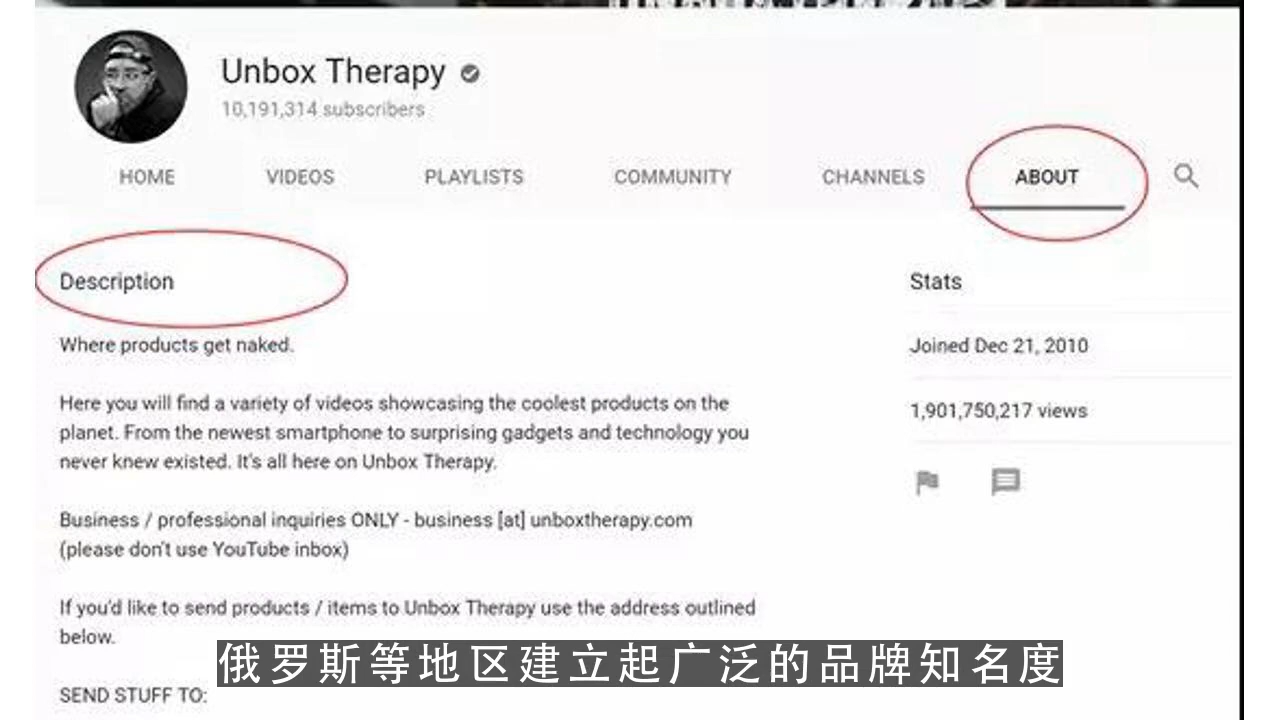 Unbox Therapy
10,191,314 subscribers
HOME VIDEOS PLAYLISTS COMMUNITY CHANNELS ABOUT
Description
Stats
Where products get naked.
Joined Dec 21, 2010
Here you will find a variety of videos showcasing the coolest products on the
planet. From the newest smartphone to surprising gadgets and technology you
never knew existed. It's all here on Unbox Therapy.
1,901,750,217 views
Business / professional inquiries ONLY - business [at] unboxtherapy.com
(please don't use YouTube inbox)
If you'd like to send products / items to Unbox Therapy use the address outlined
below.
俄罗斯等地区建立起广泛的品牌知名度
SEND STUFF TO: